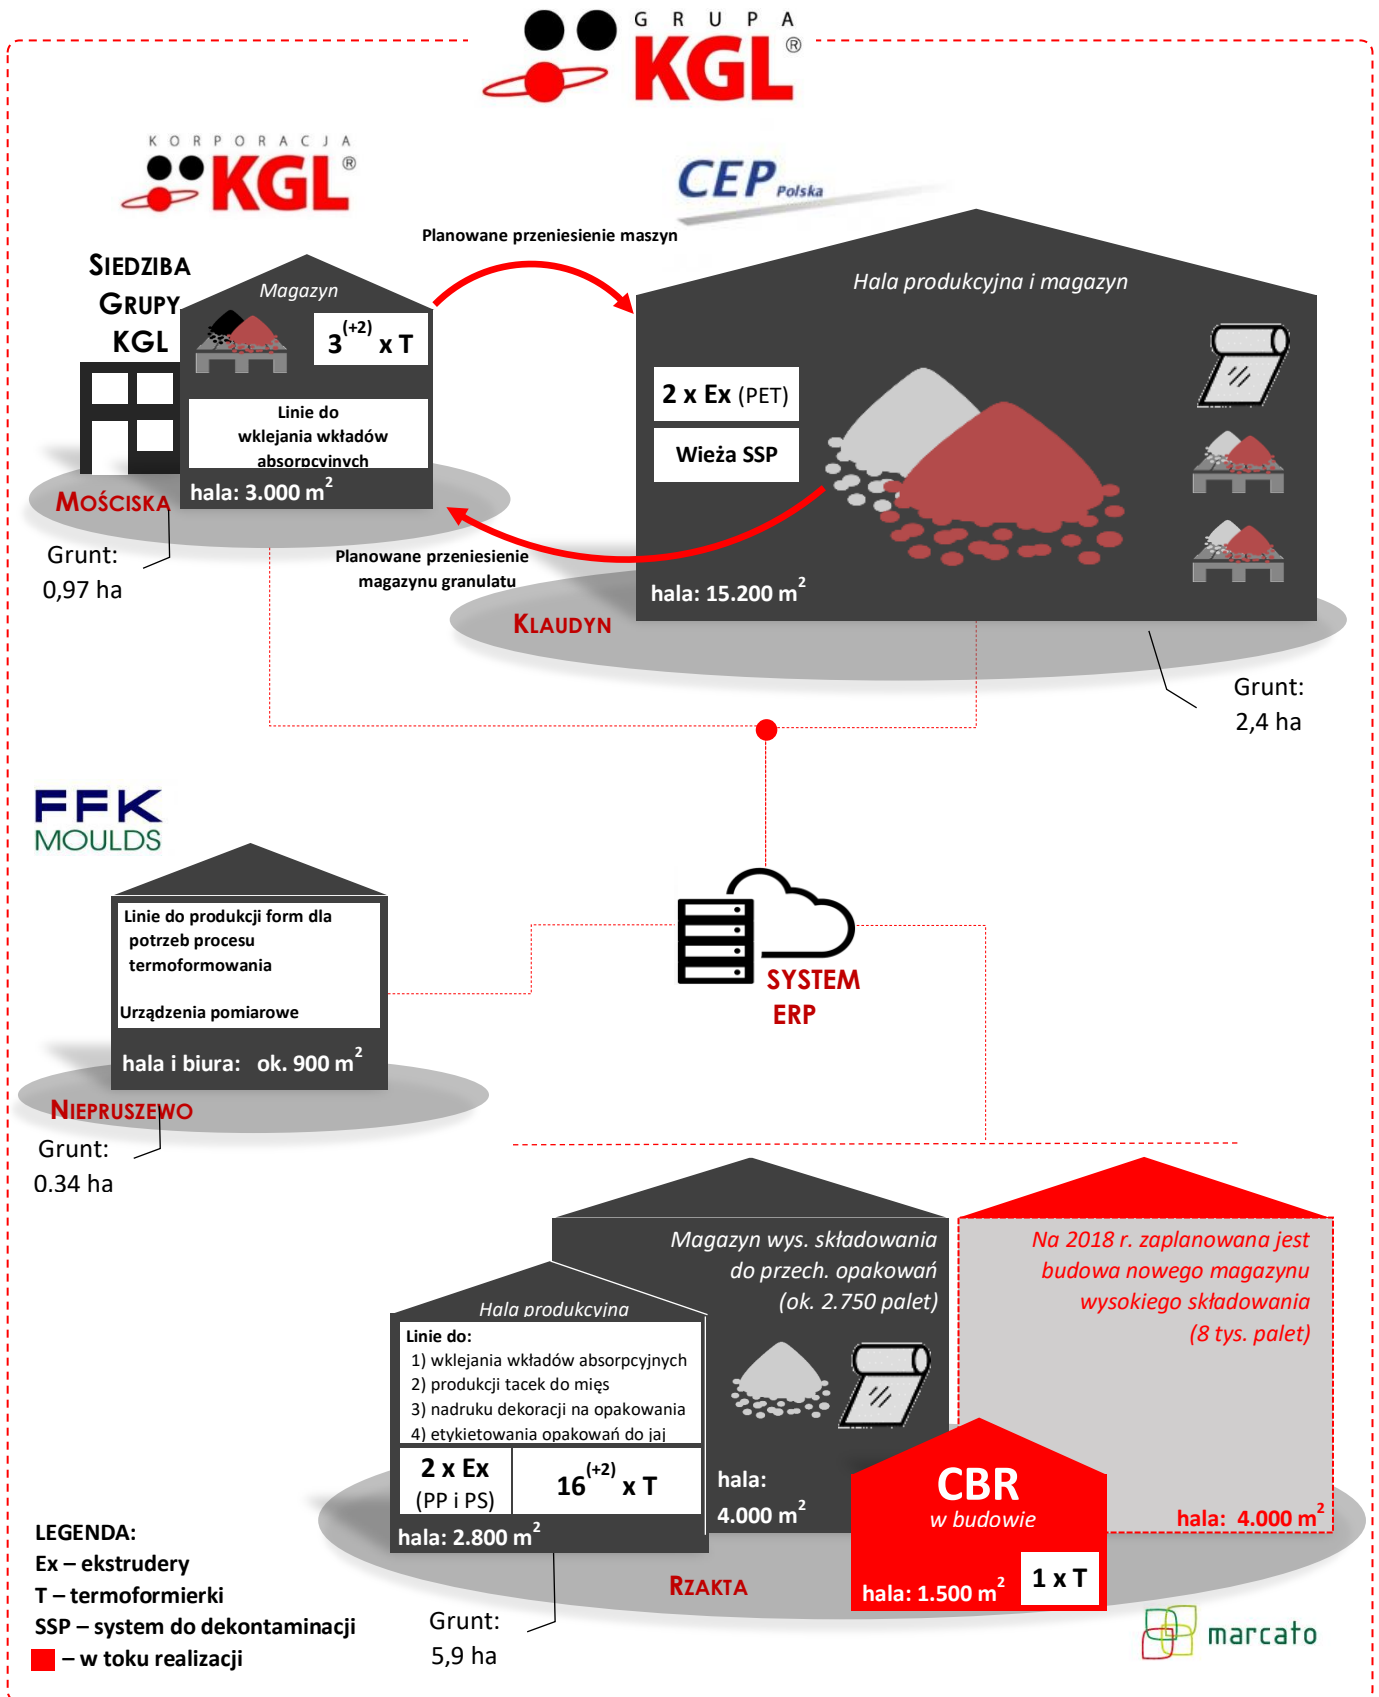 GRUPA
KGL®
KORPORACJA
KGL®
CEP Polska
Planowane przeniesienie maszyn
SIEDZIBA
GRUPY
KGL
Magazyn
3(+2) x T
Linie do
wklejania wkładów
absorpcyjnych
hala: 3.000 m2
MOŚCISKA
Grunt:
0,97 ha
Hala produkcyjna i magazyn
2 x Ex (PET)
Wieża SSP
hala: 15.200 m2
Planowane przeniesienie
magazynu granulatu
KLAUDYN
Grunt:
2,4 ha
FFK
MOULDS
Linie do produkcji form dla
potrzeb procesu
termoformowania
Urządzenia pomiarowe
hala i biura: ok. 900 m2
NIEPRUSZEWO
Grunt:
0.34 ha
SYSTEM
ERP
Magazyn wys. składowania
do przech. opakowań
(ok. 2.750 palet)
hala:
4.000 m2
Na 2018 r. zaplanowana jest
budowa nowego magazynu
wysokiego składowania
(8 tys. palet)
hala: 4.000 m2
Hala produkcyjna
Linie do:
1) wklejania wkładów absorpcyjnych
2) produkcji tacek do mięs
3) nadruku dekoracji na opakowania
4) etykietowania opakowań do jaj
2 x Ex
(PP i PS)
16(+2) x T
hala: 2.800 m2
CBR
w budowie
hala: 1.500 m2
1 x T
RZAKTA
Grunt:
5,9 ha
LEGENDA:
Ex – ekstrudery
T – termoformierki
SSP – system do dekontaminacji
– w toku realizacji
marcato